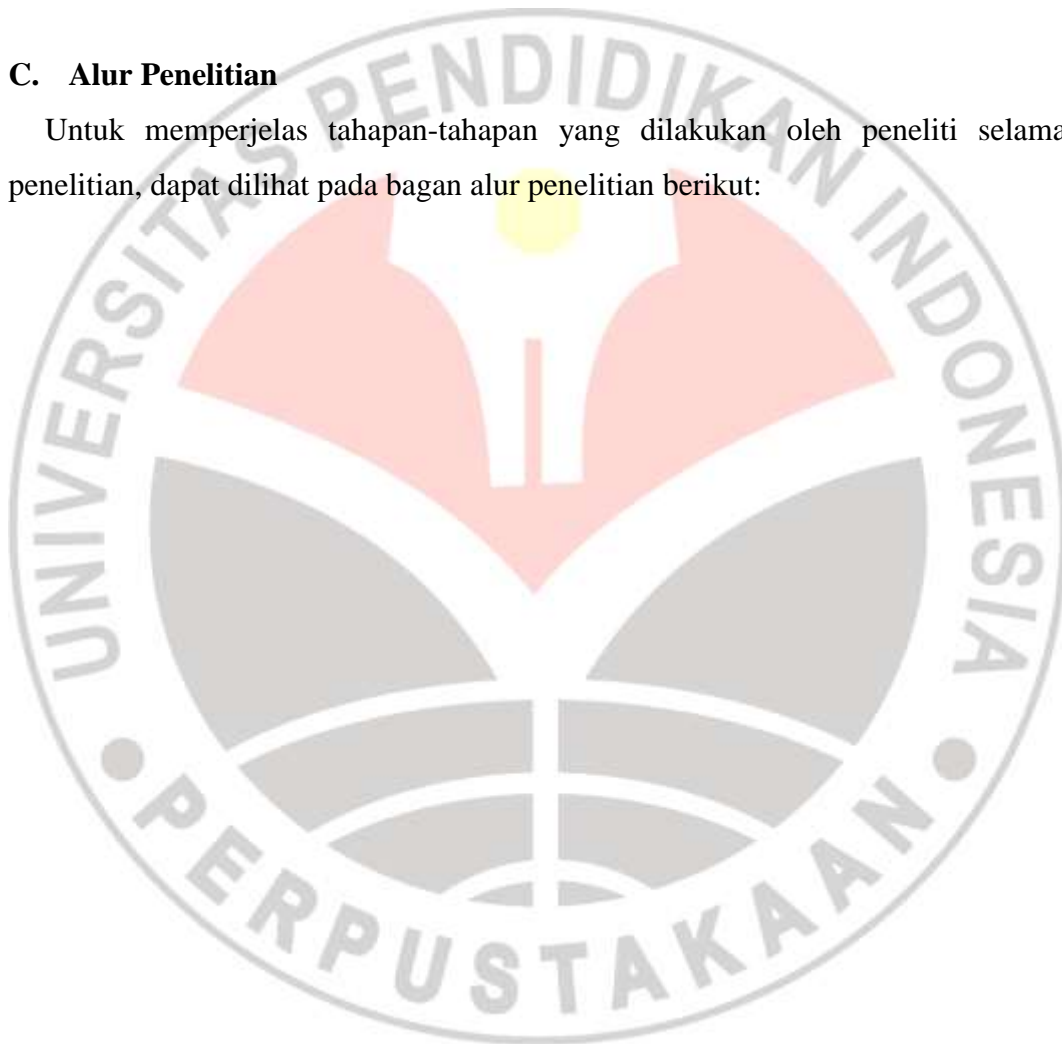 C. Alur Penelitian
Untuk memperjelas tahapan-tahapan yang dilakukan oleh peneliti selama
penelitian, dapat dilihat pada bagan alur penelitian berikut:
UNIVERSITAS PENDIDIKAN INDONESIA
PERPUSTAKAAN